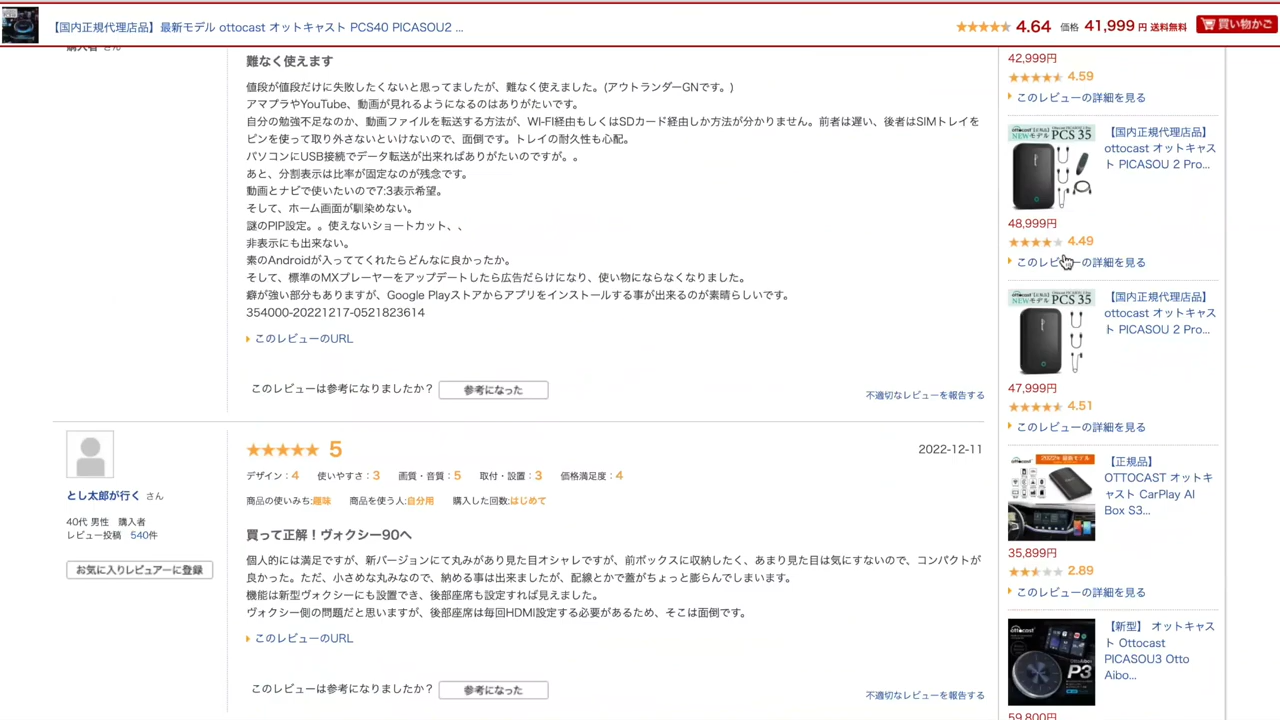 【国内正規代理店品】最新モデル ottocast オットキャスト PCS40 PICASOU2 ...
4.64 価格 41,999 円 送料無料 買い物かご
購入者 さん
難なく使えます
値段が値段だけに失敗したくないと思ってましたが、難なく使えました。(アウトランダーGNです。)
アマプラやYouTube、動画が見れるようになるのはありがたいです。
自分の勉強不足なのか、動画ファイルを転送する方法が、WI-FI経由もしくはSDカード経由しか方法が分かりません。前者は遅い、後者はSIMトレイを
ピンを使って取り外さないといけないので、面倒です。トレイの耐久性も心配。
パソコンにUSB接続でデータ転送が出来ればありがたいのですが。。
あと、分割表示は比率が固定なのが残念です。
動画とナビで使いたいので7:3表示希望。
そして、ホーム画面が馴染めない。
謎のPIP設定。。使えないショートカット、、
非表示にも出来ない。
素のAndroidが入っててくれたらどんなに良かったか。
そして、標準のMXプレーヤーをアップデートしたら広告だらけになり、使い物にならなくなりました。
癖が強い部分もありますが、Google Playストアからアプリをインストールする事が出来るのが素晴らしいです。
354000-20221217-0521823614
このレビューのURL
このレビューは参考になりましたか？ 参考になった
不適切なレビューを報告する
とし太郎が行く さん
40代 男性 購入者
レビュー投稿 540件
お気に入りレビュアーに登録
5
2022-12-11
デザイン：4 使いやすさ：3 画質・音質：5 取付・設置：3 価格満足度：4
商品の使いみち:趣味 商品を使う人:自分用 購入した回数:はじめて
買って正解！ヴォクシー90へ
個人的には満足ですが、新バージョンにて丸みがあり見た目オシャレですが、前ボックスに収納したく、あまり見た目は気にすないので、コンパクトが
良かった。ただいい好きな丸みなので、納める事は出来ましたが、配線とかで蓋がちょっと膨らんでしまいます。
機能は新型ヴォクシーにも設置でき、後部座席も設定すれば見えました。
ヴォクシー側の問題だと思いますが、後部座席は毎回HDMI設定する必要があるため、そこは面倒です。
このレビューのURL
このレビューは参考になりましたか？ 参考になった
不適切なレビューを報告する
42,999円
4.59
このレビューの詳細を見る
NEWモデル PCS 35
【国内正規代理店品】
ottocast オットキャス
ト PICASOU 2 Pro...
48,999円
4.49
このレビューの詳細を見る
NEWモデル PCS 35
【国内正規代理店品】
ottocast オットキャス
ト PICASOU 2 Pro...
47,999円
4.51
このレビューの詳細を見る
ottocast 2022年 最新モデル
【正規品】
OTTOCAST オットキ
ャスト CarPlay AI
Box S3...
35,899円
2.89
このレビューの詳細を見る
ottocast
P3
【新型】 オットキャス
ト Ottocast
PICASOU3 Otto
Aibo...
59,800円